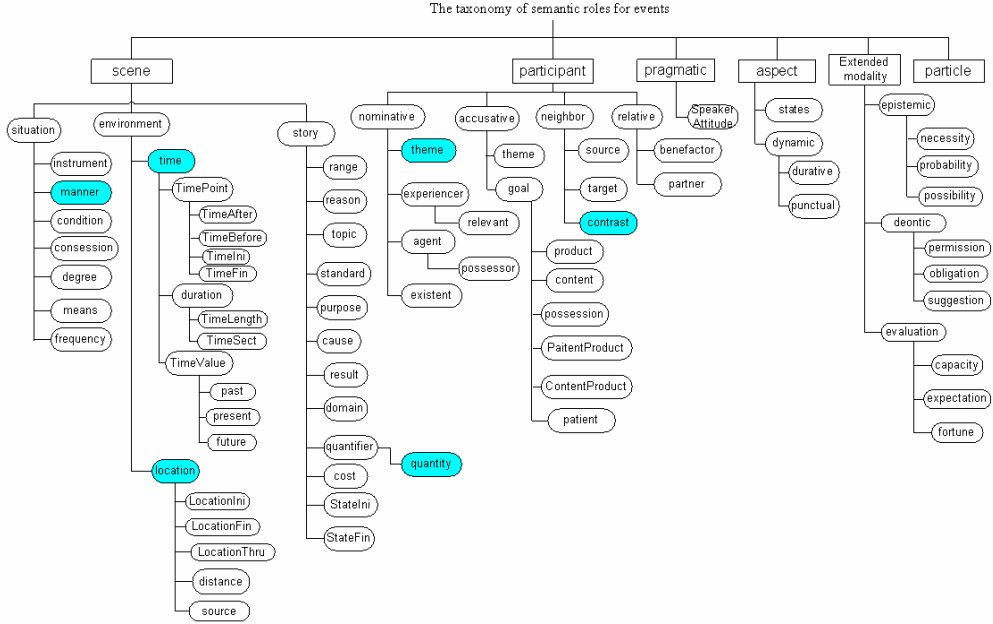 The taxonomy of semantic roles for events
scene
participant
pragmatic
aspect
Extended
modality
particle
situation
instrument
manner
condition
consession
degree
means
frequency
environment
time
TimePoint
TimeAfter
TimeBefore
TimeIni
TimeFin
duration
TimeLength
TimeSect
TimeValue
past
present
future
location
LocationIni
LocationFin
LocationThru
distance
source
story
range
reason
topic
standard
purpose
cause
result
domain
quantifier
quantity
cost
StateIni
StateFin
nominative
theme
experiencer
relevant
agent
possessor
existent
accusative
theme
goal
product
content
possession
PaitentProduct
ContentProduct
patient
neighbor
source
target
contrast
relative
benefactor
partner
Speaker
Attitude
states
dynamic
durative
punctual
epistemic
necessity
probability
possibility
deontic
permission
obligation
suggestion
evaluation
capacity
expectation
fortune